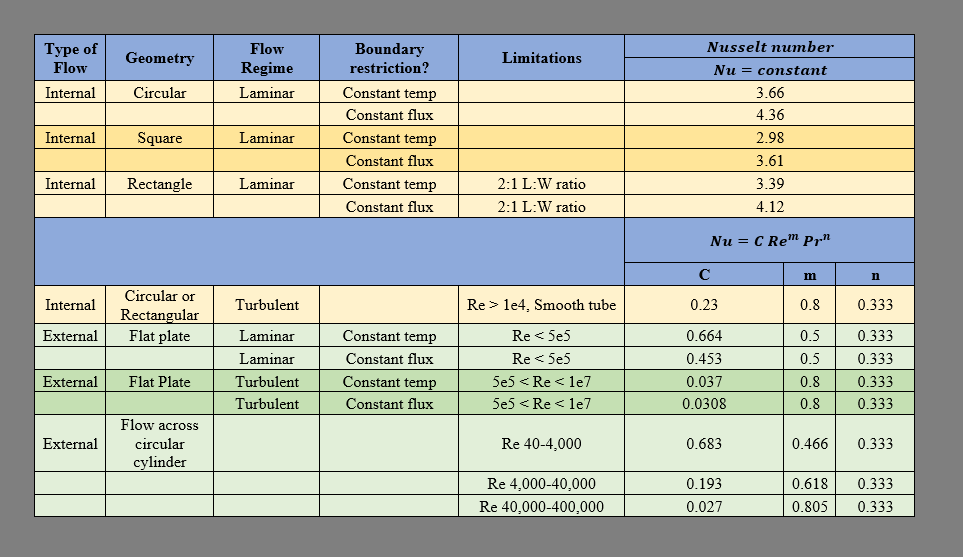 Type of Flow Geometry Flow Regime Boundary restriction? Limitations Nusselt number
Nu = constant
Internal Circular Laminar Constant temp 3.66
Constant flux 4.36
Internal Square Laminar Constant temp 2.98
Constant flux 3.61
Internal Rectangle Laminar Constant temp 2:1 L:W ratio 3.39
Constant flux 2:1 L:W ratio 4.12
Nu = C Reᵐ Prⁿ
C m n
Internal Circular or Rectangular Turbulent Re > 1e4, Smooth tube 0.23 0.8 0.333
External Flat plate Laminar Constant temp Re < 5e5 0.664 0.5 0.333
Laminar Constant flux Re < 5e5 0.453 0.5 0.333
External Flat Plate Turbulent Constant temp 5e5 < Re < 1e7 0.037 0.8 0.333
Turbulent Constant flux 5e5 < Re < 1e7 0.0308 0.8 0.333
External Flow across circular cylinder Re 40-4,000 0.683 0.466 0.333
Re 4,000-40,000 0.193 0.618 0.333
Re 40,000-400,000 0.027 0.805 0.333